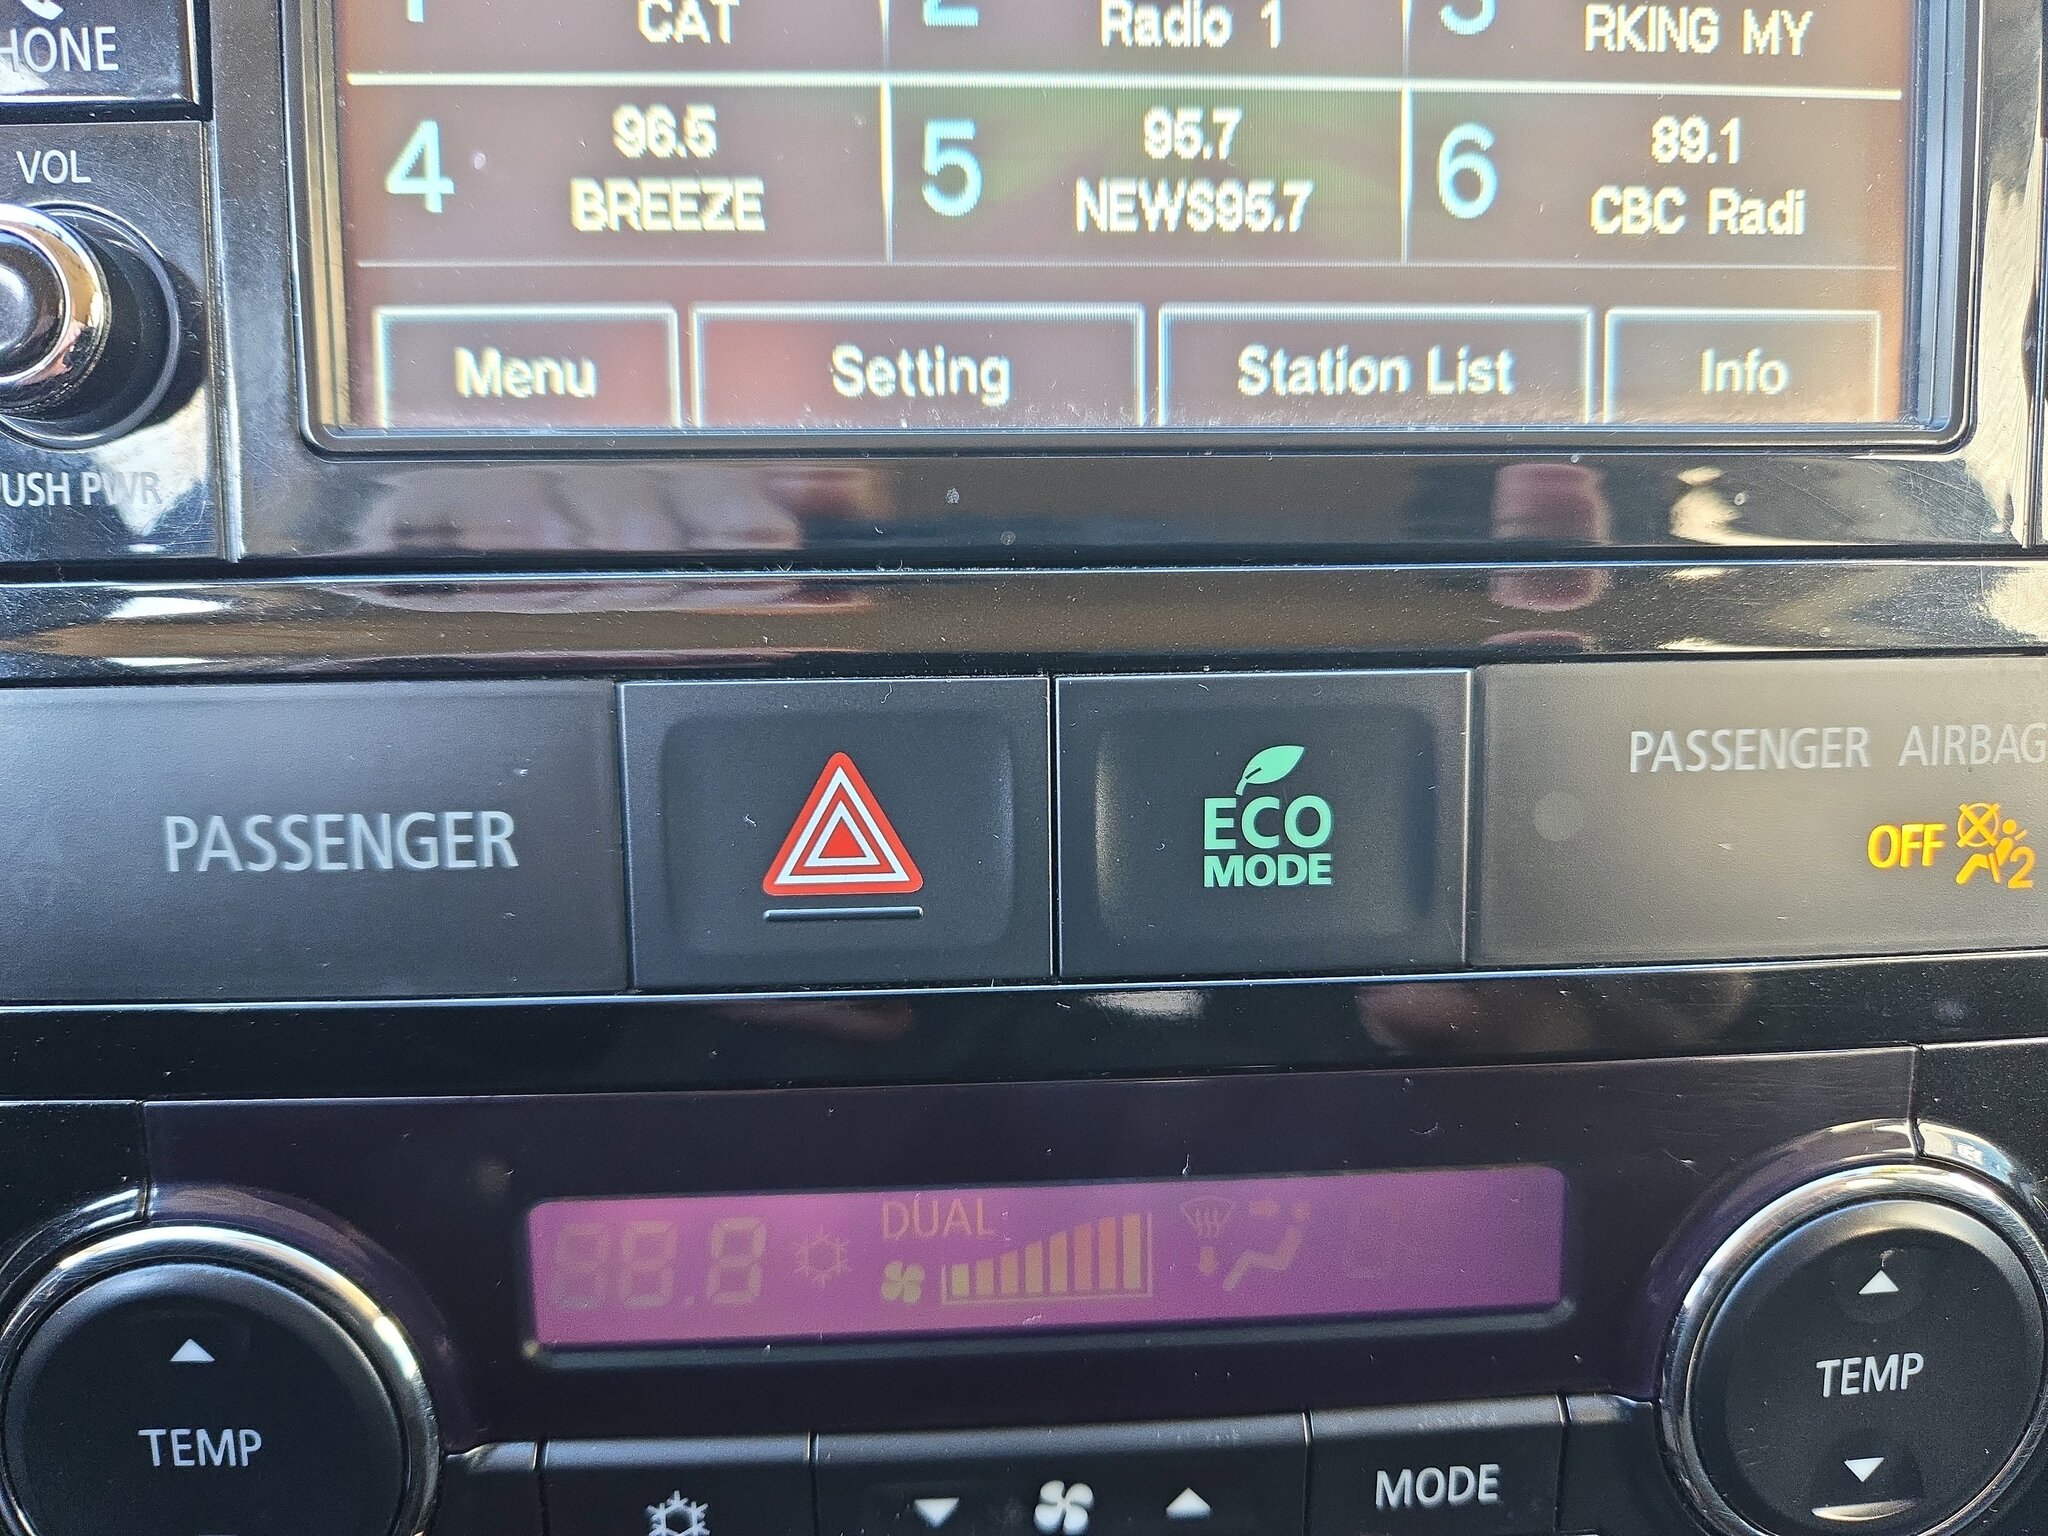 CAT
2
Radio 1
RKING MY
HONE
4
96.5
BREEZE
5
95.7
NEWS95.7
6
89.1
CBC Radi
VOL
Menu
Setting
Station List
Info
USH PWR
PASSENGER
ECO
MODE
PASSENGER AIRBAG
OFF
2
DUAL
TEMP
TEMP
MODE